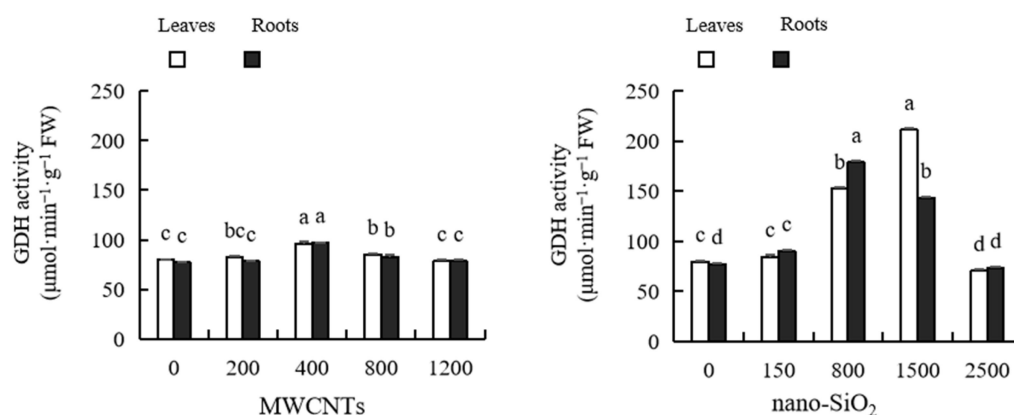 Leaves Roots
GDH activity
(μmol·min⁻¹·g⁻¹ FW)
250
200
150
100
50
0
c c bc c a a b b c c
0 200 400 800 1200
MWCNTs
Leaves Roots
GDH activity
(μmol·min⁻¹·g⁻¹ FW)
250
200
150
100
50
0
c d c c b a a b d d
0 150 800 1500 2500
nano-SiO₂